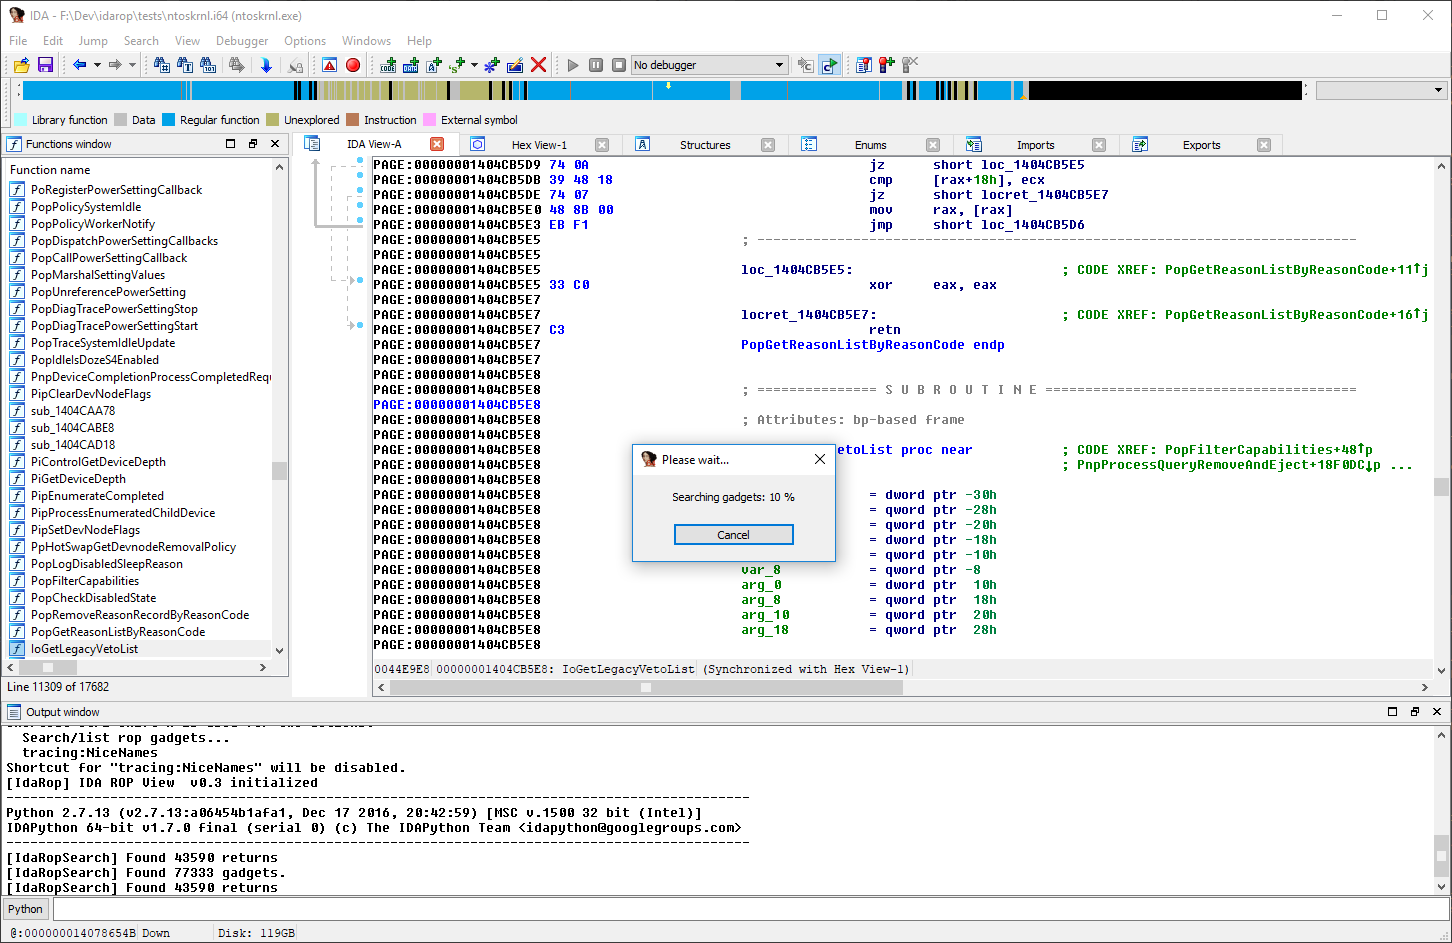 IDA - F:\Dev\idarop\tests\ntoskrnl.i64 (ntoskrnl.exe)
File Edit Jump Search View Debugger Options Windows Help
No debugger
Library function Data Regular function Unexplored Instruction External symbol
Functions window
IDA View-A Hex View-1 Structures Enums Imports Exports
Function name
PoRegisterPowerSettingCallback
PopPolicySystemIdle
PopPolicyWorkerNotify
PopDispatchPowerSettingCallbacks
PopCallPowerSettingCallback
PopMarshalSettingValues
PopUnreferencePowerSetting
PopDiagTracePowerSettingStop
PopDiagTracePowerSettingStart
PopTraceSystemIdleUpdate
PopIdleIsDozeS4Enabled
PnpDeviceCompletionProcessCompletedRequ
PipClearDevNodeFlags
sub_1404CAA78
sub_1404CABE8
sub_1404CAD18
PiControlGetDeviceDepth
PiGetDeviceDepth
PipEnumerateCompleted
PipProcessEnumeratedChildDevice
PipSetDevNodeFlags
PpHotSwapGetDevnodeRemovalPolicy
PopLogDisabledSleepReason
PopFilterCapabilities
PopCheckDisabledState
PopRemoveReasonRecordByReasonCode
PopGetReasonListByReasonCode
IoGetLegacyVetoList
Line 11309 of 17682
PAGE:00000001404CB5D9 74 0A jz short loc_1404CB5E5
PAGE:00000001404CB5DB 39 48 18 cmp [rax+18h], ecx
PAGE:00000001404CB5DE 74 07 jz short locret_1404CB5E7
PAGE:00000001404CB5E0 48 8B 00 mov rax, [rax]
PAGE:00000001404CB5E3 EB F1 jmp short loc_1404CB5D6
PAGE:00000001404CB5E5 ; ---------------------------------------------------------------------------
PAGE:00000001404CB5E5
PAGE:00000001404CB5E5 loc_1404CB5E5: ; CODE XREF: PopGetReasonListByReasonCode+11↑j
PAGE:00000001404CB5E5 33 C0 xor eax, eax
PAGE:00000001404CB5E7
PAGE:00000001404CB5E7 locret_1404CB5E7: ; CODE XREF: PopGetReasonListByReasonCode+16↑j
PAGE:00000001404CB5E7 C3 retn
PAGE:00000001404CB5E7 PopGetReasonListByReasonCode endp
PAGE:00000001404CB5E7
PAGE:00000001404CB5E8
PAGE:00000001404CB5E8 ; =============== S U B R O U T I N E =======================================
PAGE:00000001404CB5E8
PAGE:00000001404CB5E8 ; Attributes: bp-based frame
PAGE:00000001404CB5E8
PAGE:00000001404CB5E8 etoList proc near ; CODE XREF: PopFilterCapabilities+48↑p
PAGE:00000001404CB5E8 ; PnpProcessQueryRemoveAndEject+18F0DC↓p ...
PAGE:00000001404CB5E8
PAGE:00000001404CB5E8 = dword ptr -30h
PAGE:00000001404CB5E8 = qword ptr -28h
PAGE:00000001404CB5E8 = qword ptr -20h
PAGE:00000001404CB5E8 = dword ptr -18h
PAGE:00000001404CB5E8 = qword ptr -10h
PAGE:00000001404CB5E8 var_8 = qword ptr -8
PAGE:00000001404CB5E8 arg_0 = dword ptr 10h
PAGE:00000001404CB5E8 arg_8 = qword ptr 18h
PAGE:00000001404CB5E8 arg_10 = qword ptr 20h
PAGE:00000001404CB5E8 arg_18 = qword ptr 28h
PAGE:00000001404CB5E8
0044E9E8 00000001404CB5E8: IoGetLegacyVetoList (Synchronized with Hex View-1)
Please wait...
Searching gadgets: 10 %
Cancel
Output window
Search/list rop gadgets...
tracing:NiceNames
Shortcut for "tracing:NiceNames" will be disabled.
[IdaRop] IDA ROP View v0.3 initialized
---------------------------------------------------------------------------------------------
Python 2.7.13 (v2.7.13:a06454b1afa1, Dec 17 2016, 20:42:59) [MSC v.1500 32 bit (Intel)]
IDAPython 64-bit v1.7.0 final (serial 0) (c) The IDAPython Team <idapython@googlegroups.com>
---------------------------------------------------------------------------------------------
[IdaRopSearch] Found 43590 returns
[IdaRopSearch] Found 77333 gadgets.
[IdaRopSearch] Found 43590 returns
Python
@:000000014078654B Down Disk: 119GB